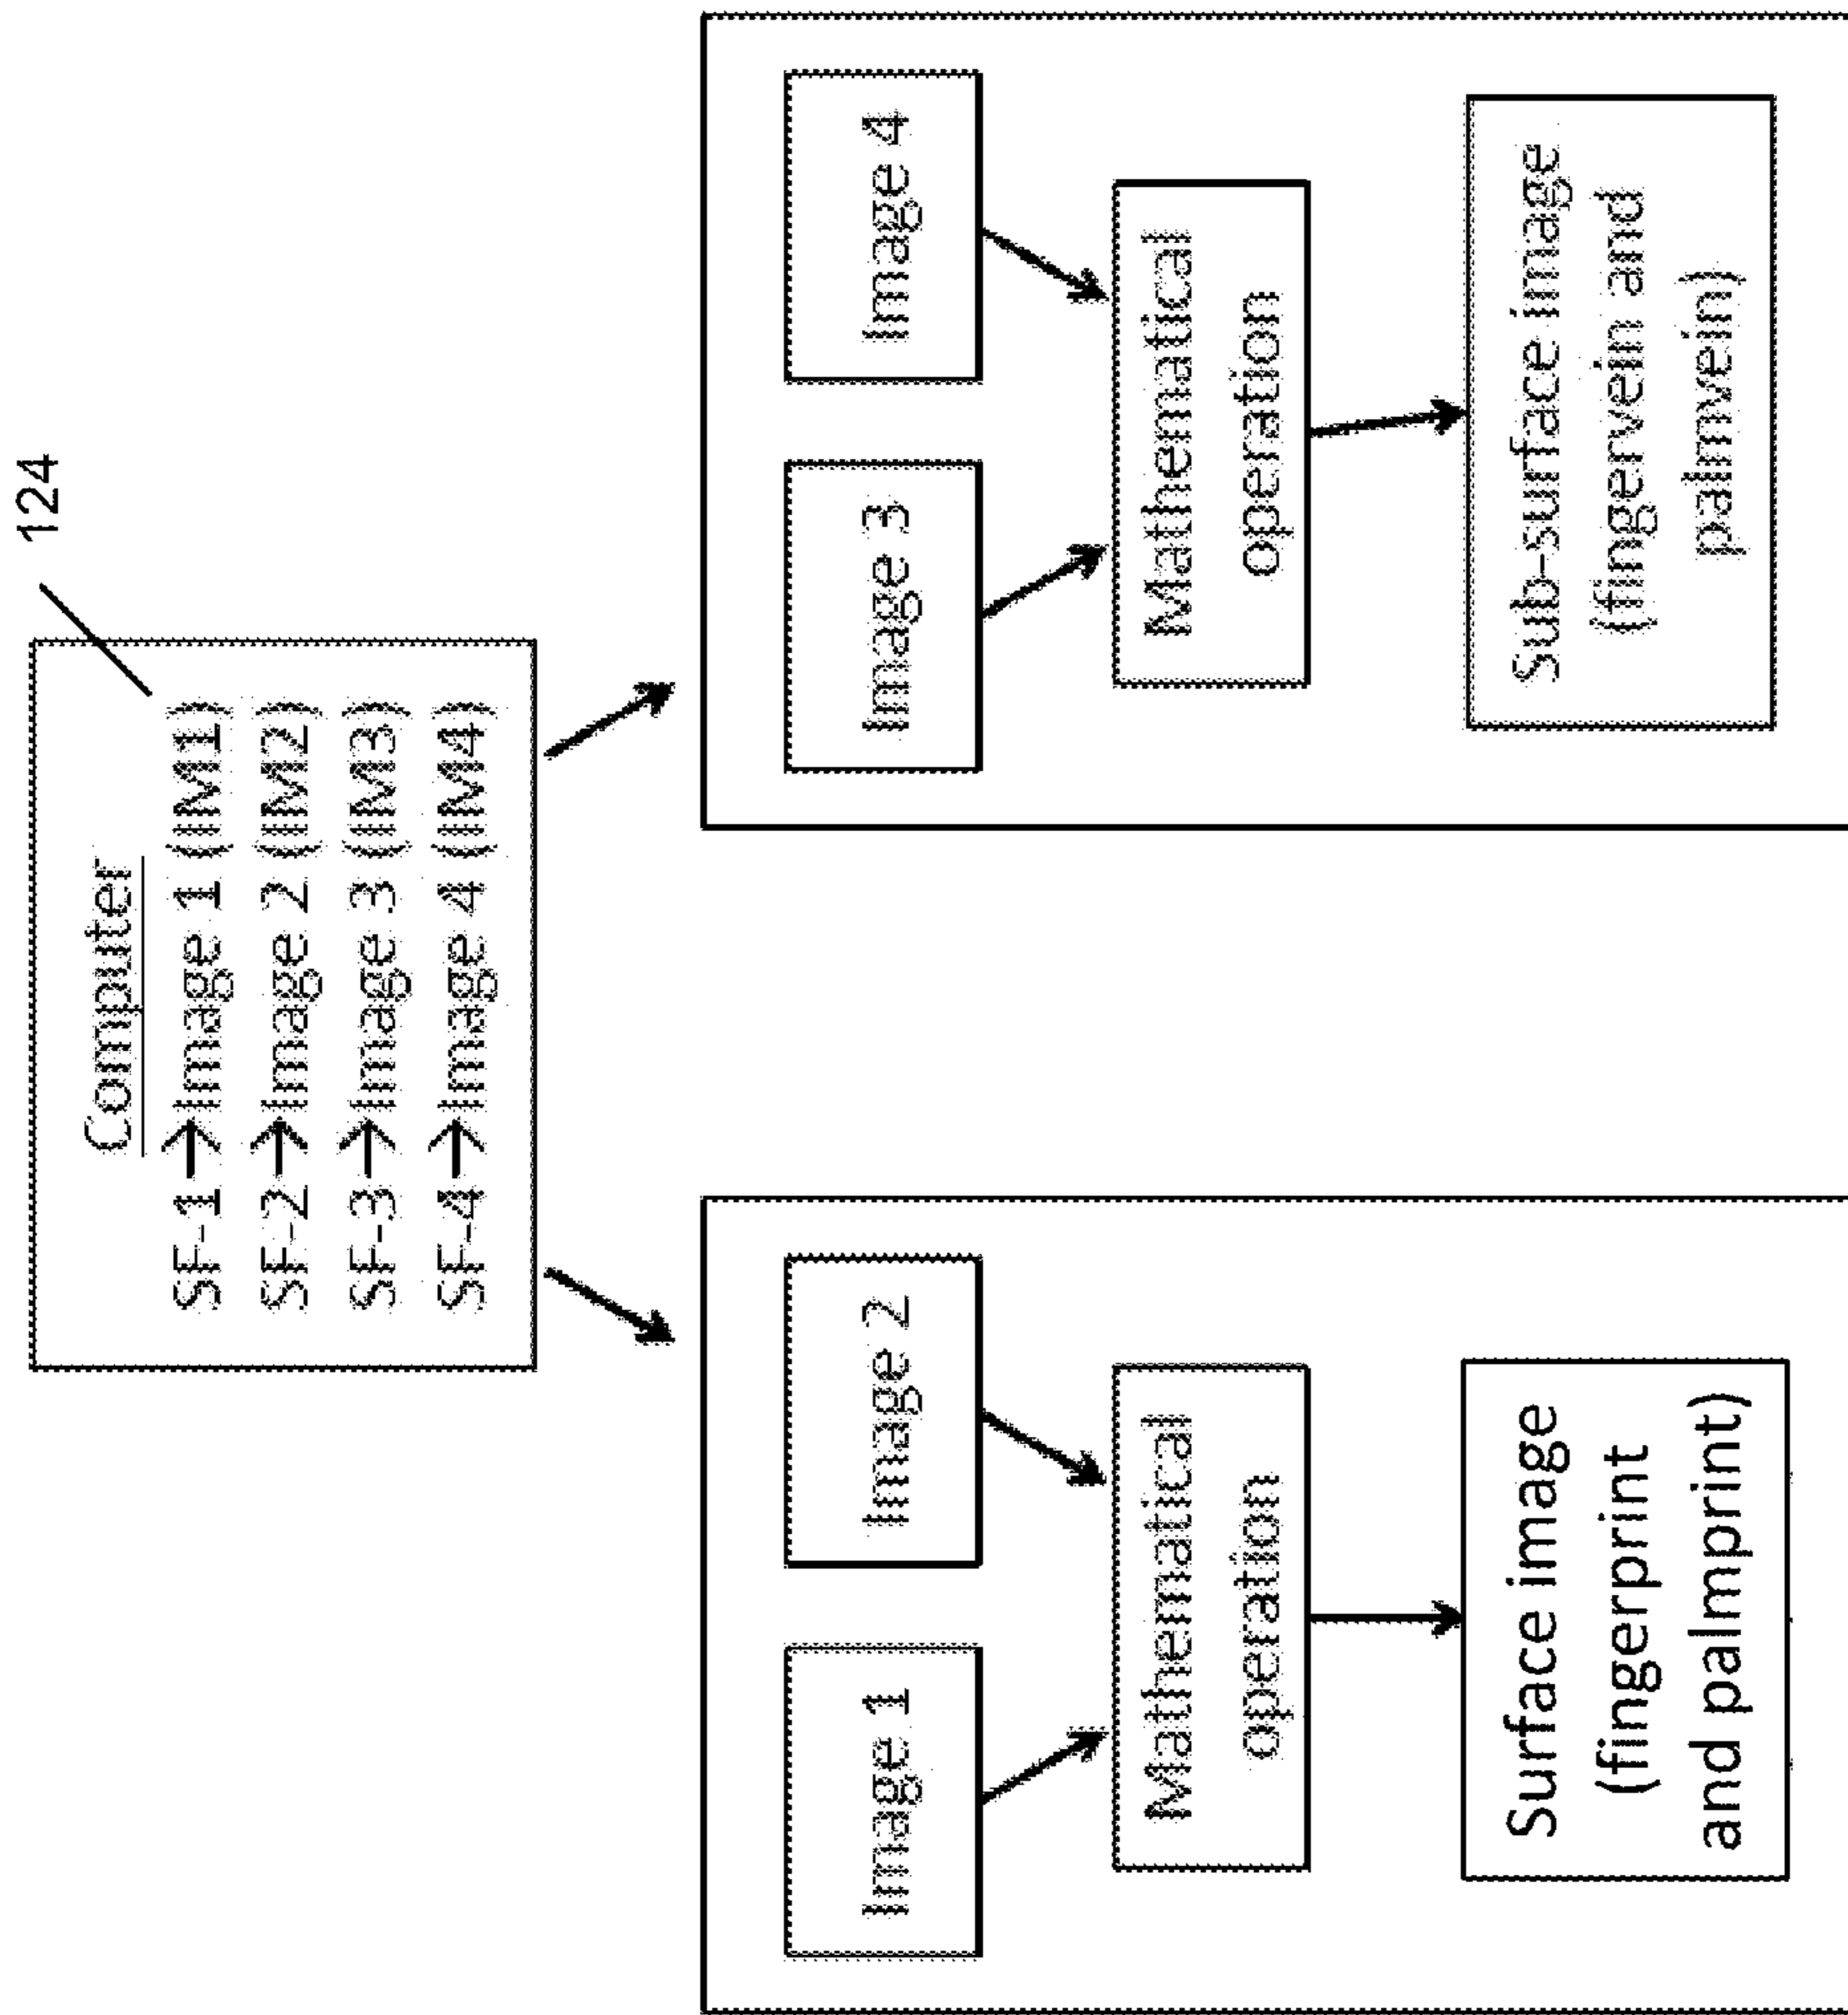 124
Computer
SF-1→Image 1 (IM1)
SF-2→Image 2 (IM2)
SF-3→Image 3 (IM3)
SF-4→Image 4 (IM4)
Image 1
Image 2
Mathematical
operation
Surface image
(fingerprint
and palmprint)
Image 3
Image 4
Mathematical
operation
Sub-surface image
(fingervein and
palmvein)